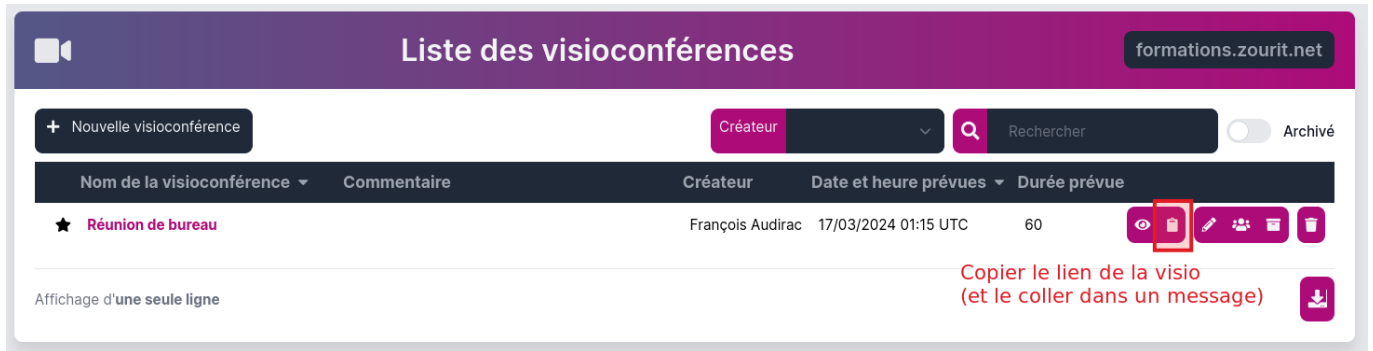 Liste des visioconférences
formations.zourit.net
Nouvelle visioconférence
Créateur
Rechercher
Archivé
Nom de la visioconférence Commentaire Créateur Date et heure prévues Durée prévue
Réunion de bureau François Audirac 17/03/2024 01:15 UTC 60
Copier le lien de la visio
(et le coller dans un message)
Affichage d'une seule ligne